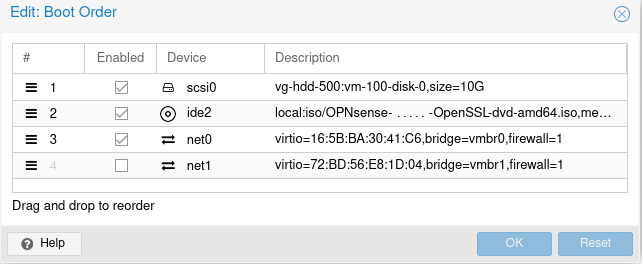 Edit: Boot Order
# Enabled Device Description
1 scsi0 vg-hdd-500:vm-100-disk-0,size=10G
2 ide2 local:iso/OPNsense- . . . . . -OpenSSL-dvd-amd64.iso,me...
3 net0 virtio=16:5B:BA:30:41:C6,bridge=vmbr0,firewall=1
4 net1 virtio=72:BD:56:E8:1D:04,bridge=vmbr1,firewall=1
Drag and drop to reorder
Help OK Reset